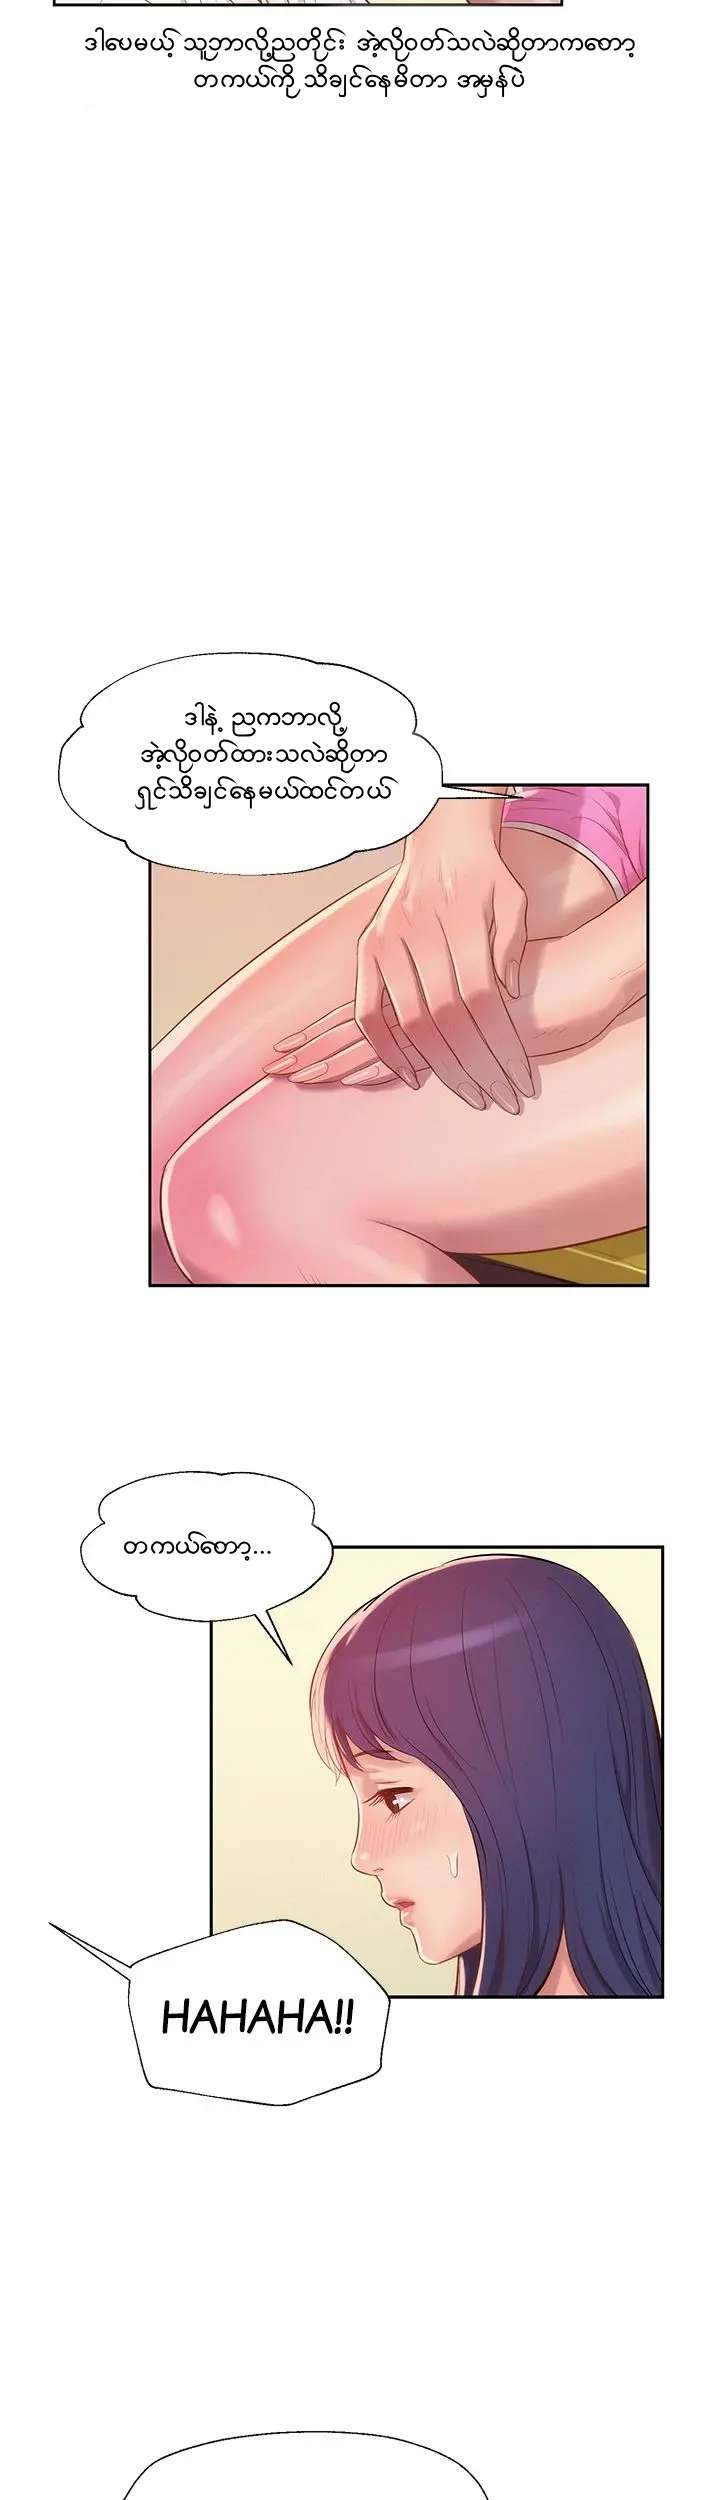 ဒါပေမယ့် သူဘာလို့ညတိုင်း အဲ့လိုဝတ်သလဲဆိုတာကတော့
တကယ်ကို သိချင်နေမိတာ အမှန်ပဲ
ဒါနဲ့ ညကဘာလို့
အဲ့လိုဝတ်ထားသလဲဆိုတာ
ရှင်သိချင်နေမယ်ထင်တယ်
တကယ်တော့...
HAHAHA!!